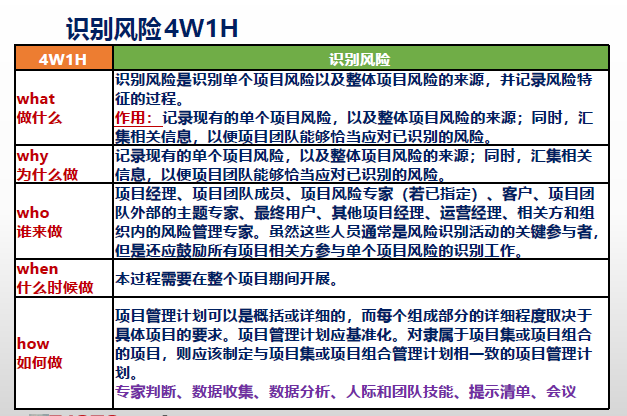 识别风险4W1H
4W1H
识别风险
what
做什么
识别风险是识别单个项目风险以及整体项目风险的来源，并记录风险特
征的过程。
作用：记录现有的单个项目风险，以及整体项目风险的来源；同时，汇
集相关信息，以便项目团队能够恰当应对已识别的风险。
why
为什么做
记录现有的单个项目风险，以及整体项目风险的来源；同时，汇集相关
信息，以便项目团队能够恰当应对已识别的风险。
who
谁来做
项目经理、项目团队成员、项目风险专家（若已指定）、客户、项目团
队外部的主题专家、最终用户、其他项目经理、运营经理、相关方和组
织内的风险管理专家。虽然这些人员通常是风险识别活动的关键参与者，
但是还应鼓励所有项目相关方参与单个项目风险的识别工作。
when
什么时候做
本过程需要在整个项目期间开展。
how
如何做
项目管理计划可以是概括或详细的，而每个组成部分的详细程度取决于
具体项目的要求。项目管理计划应基准化。对隶属于项目集或项目组合
的项目，则应该制定与项目集或项目组合管理计划相一致的项目管理计
划。
专家判断、数据收集、数据分析、人际和团队技能、提示清单、会议